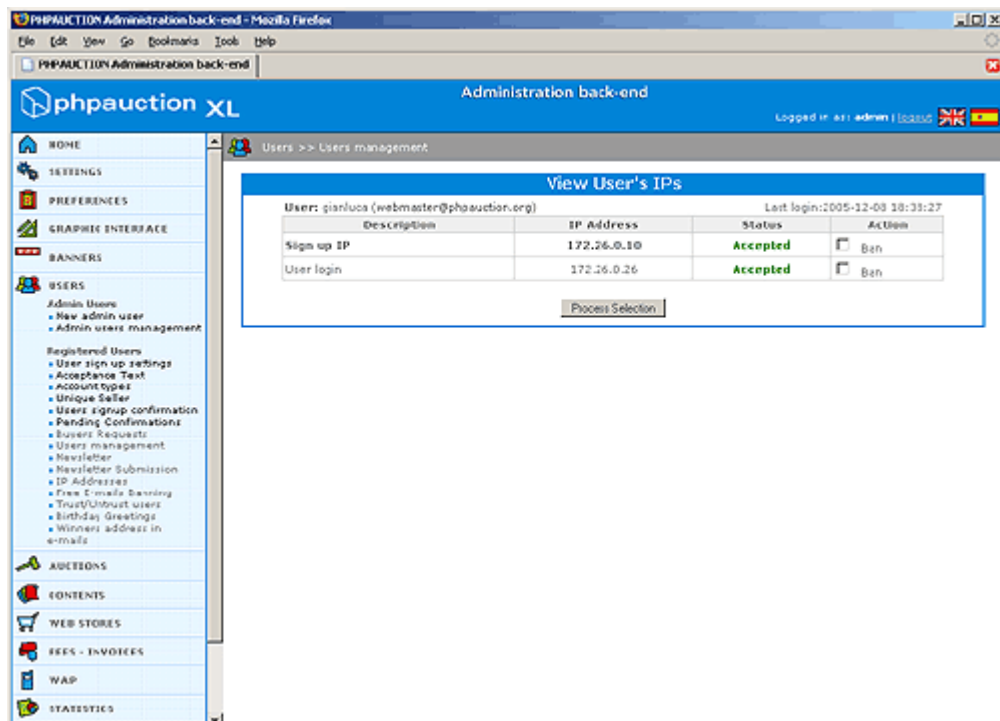 PHPAUCTION Administration back-end - Mozilla Firefox
File Edit View Go Bookmarks Tools Help
PHPAUCTION Administration back-end
phpauction XL
Administration back-end
Logged in as: admin | logout
HOME
SETTINGS
PREFERENCES
GRAPHIC INTERFACE
BANNERS
USERS
Admin Users
New admin user
Admin users management
Registered Users
User sign up settings
Acceptance Text
Account types
Unique Seller
Users signup confirmation
Pending Confirmations
Buyers Requests
Users management
Newsletter
Newsletter Submission
IP Addresses
Free E-mails Banning
Trust/Untrust users
Birthday Greetings
Winners address in
e-mails
AUCTIONS
CONTENTS
WEB STORES
FEES - INVOICES
WAP
STATISTICS
Users >> Users management
View User's IPs
User: gianluca (webmaster@phpauction.org) Last login:2005-12-08 18:38:27
Description IP Address Status Action
Sign up IP 172.26.0.10 Accepted Ban
User login 172.26.0.26 Accepted Ban
Process Selection